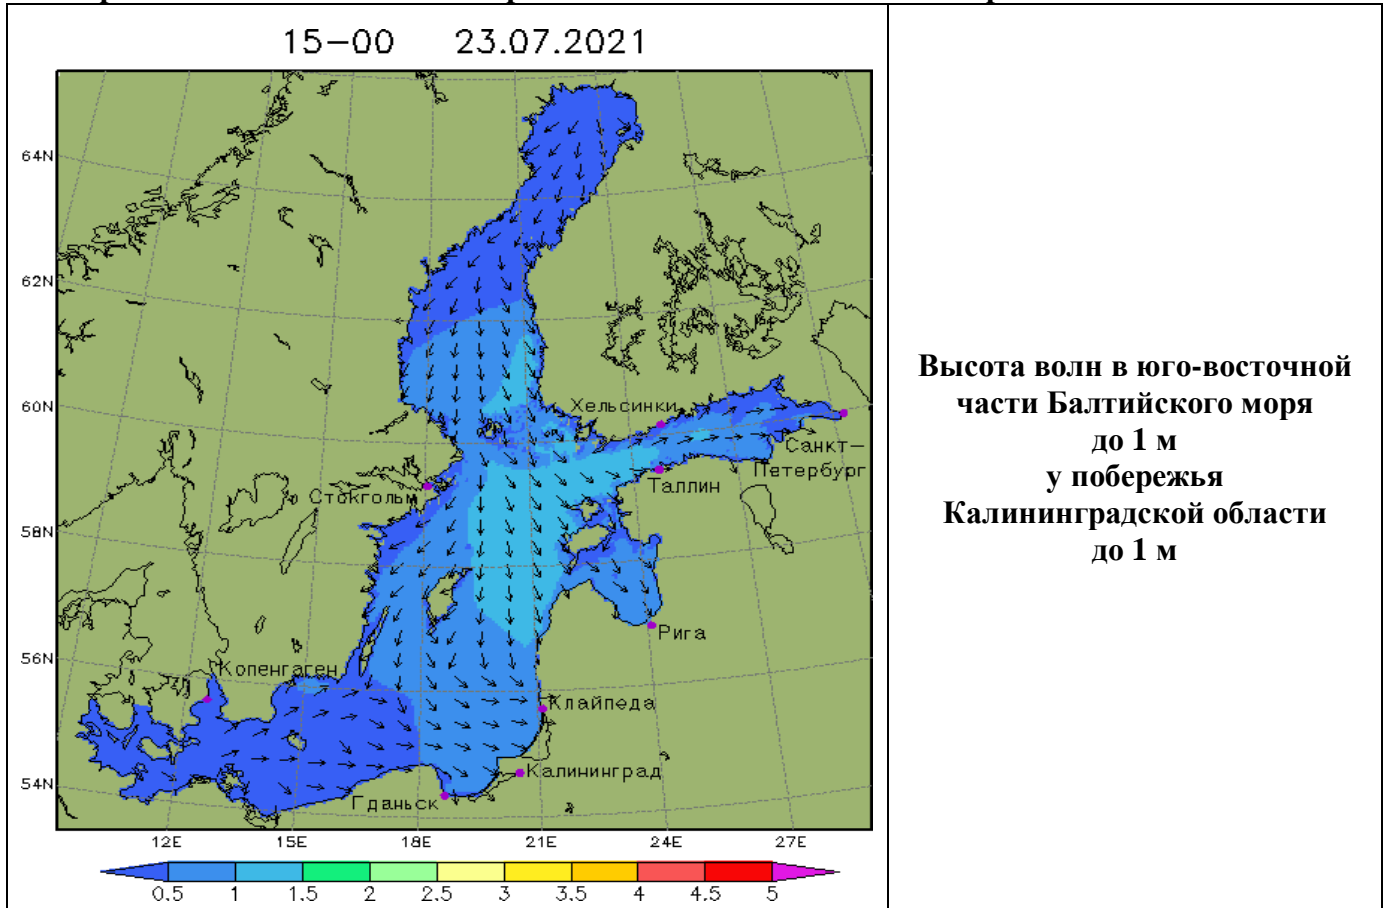 15-00 23.07.2021
64N
62N
60N
58N
56N
54N
Хельсинки
Санкт-
Петербург
Таллин
Стокгольм
Рига
Копенгаген
Клайпеда
Калининград
Гданьск
12E 15E 18E 21E 24E 27E
0.5 1 1.5 2 2.5 3 3.5 4 4.5 5
Высота волн в юго-восточной
части Балтийского моря
до 1 м
у побережья
Калининградской области
до 1 м